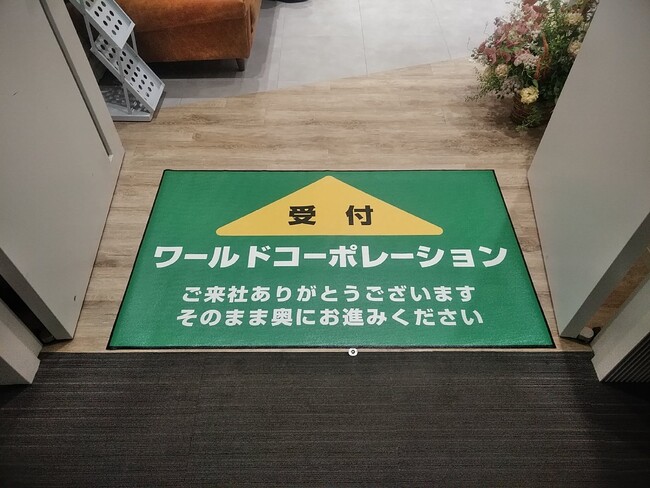 受付
ワールドコーポレーション
ご来社ありがとうございます
そのまま奥にお進みください